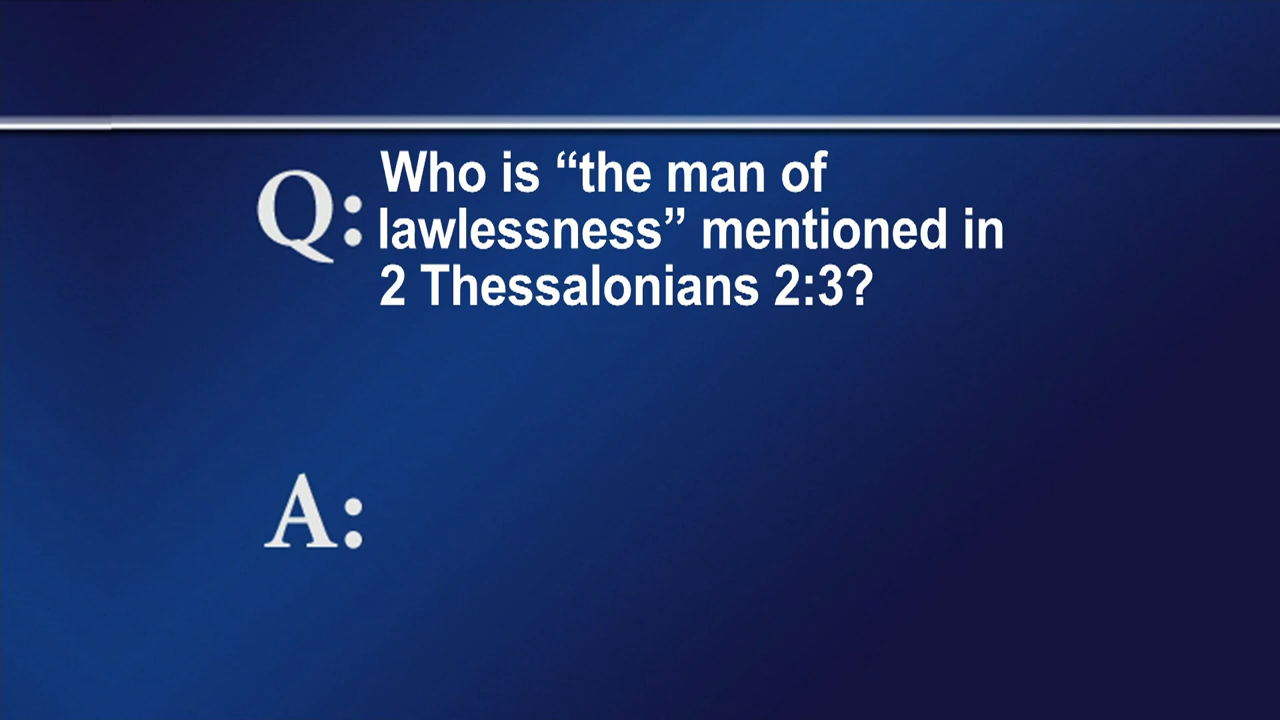 Q: Who is “the man of
lawlessness” mentioned in
2 Thessalonians 2:3?
A: